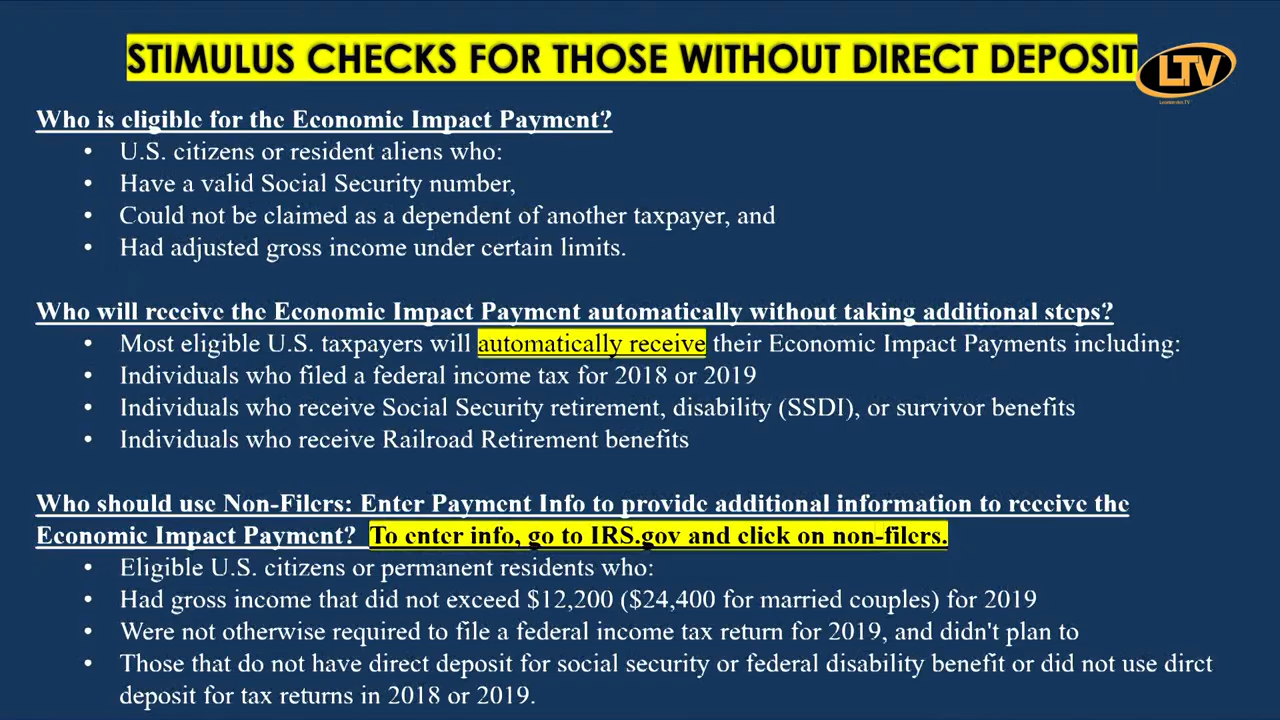 STIMULUS CHECKS FOR THOSE WITHOUT DIRECT DEPOSIT
LTV
Who is eligible for the Economic Impact Payment?
• U.S. citizens or resident aliens who:
• Have a valid Social Security number,
• Could not be claimed as a dependent of another taxpayer, and
• Had adjusted gross income under certain limits.
Who will receive the Economic Impact Payment automatically without taking additional steps?
• Most eligible U.S. taxpayers will automatically receive their Economic Impact Payments including:
• Individuals who filed a federal income tax for 2018 or 2019
• Individuals who receive Social Security retirement, disability (SSDI), or survivor benefits
• Individuals who receive Railroad Retirement benefits
Who should use Non-Filers: Enter Payment Info to provide additional information to receive the
Economic Impact Payment? To enter info, go to IRS.gov and click on non-filers.
• Eligible U.S. citizens or permanent residents who:
• Had gross income that did not exceed $12,200 ($24,400 for married couples) for 2019
• Were not otherwise required to file a federal income tax return for 2019, and didn't plan to
• Those that do not have direct deposit for social security or federal disability benefit or did not use dirct
deposit for tax returns in 2018 or 2019.